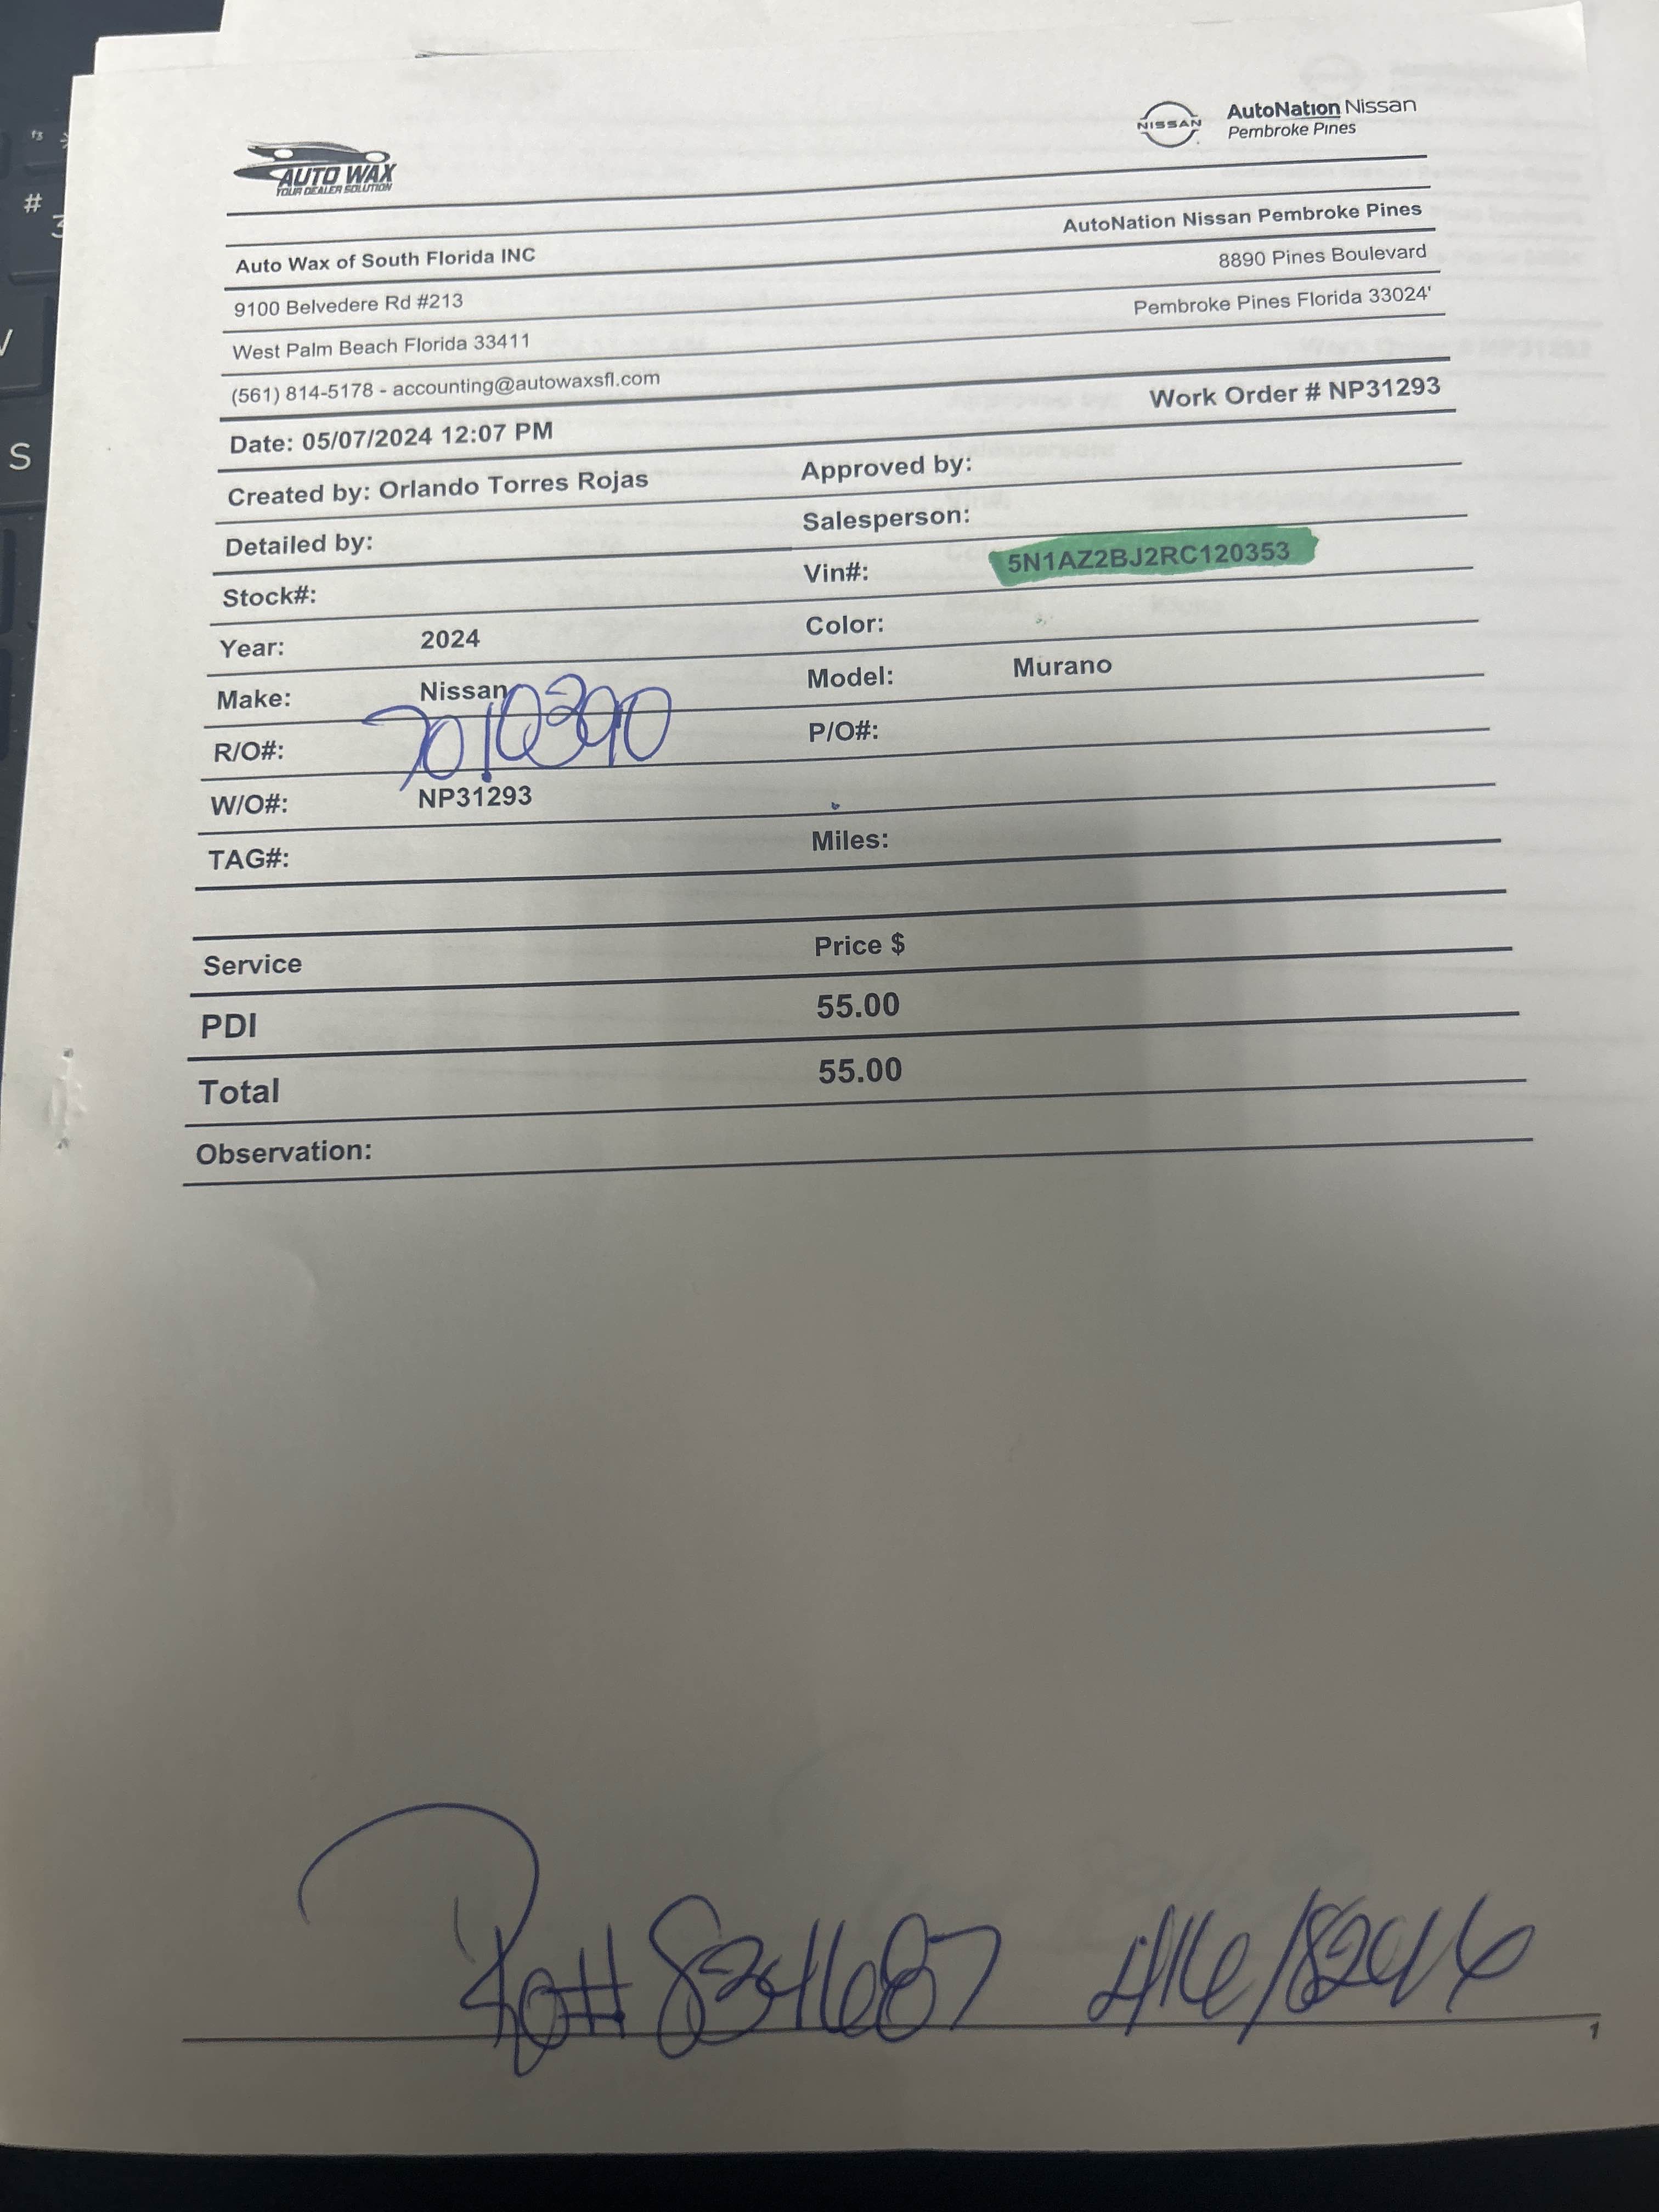 AUTO WAX
YOUR DEALER SOLUTION
NISSAN
AutoNation Nissan
Pembroke Pines
Auto Wax of South Florida INC
AutoNation Nissan Pembroke Pines
9100 Belvedere Rd #213
8890 Pines Boulevard
West Palm Beach Florida 33411
Pembroke Pines Florida 33024'
(561) 814-5178 - accounting@autowaxsfl.com
Date: 05/07/2024 12:07 PM
Work Order # NP31293
Created by: Orlando Torres Rojas
Approved by:
Detailed by:
Salesperson:
Stock#:
Vin#: 5N1AZ2BJ2RC120353
Year: 2024
Color:
Make: Nissan
Model: Murano
R/O#:
P/O#:
W/O#: NP31293
TAG#:
Miles:
Service Price $
PDI 55.00
Total 55.00
Observation:
1
f3
#
3
S